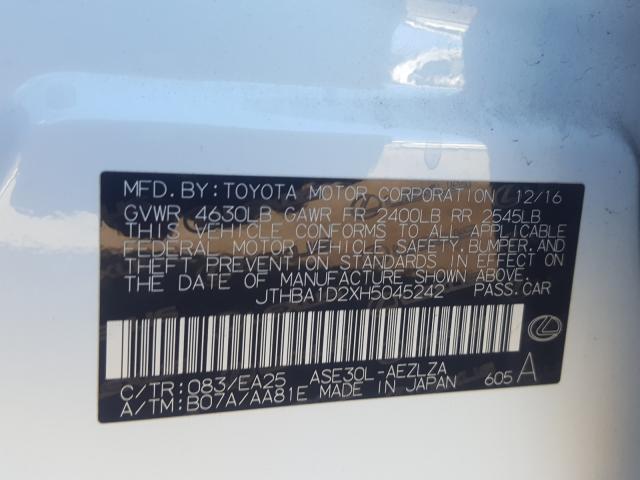 MFD. BY: TOYOTA MOTOR CORPORATION 12/16
GVWR 4630LB GAWR FR 2400LB RR 2545LB
THIS VEHICLE CONFORMS TO ALL APPLICABLE
FEDERAL MOTOR VEHICLE SAFETY, BUMPER, AND
THEFT PREVENTION STANDARDS IN EFFECT ON
THE DATE OF MANUFACTURE SHOWN ABOVE.
JTHBA1D2XH5045242 PASS. CAR
C/TR: 083/EA25 ASE30L-AEZLZA
A/TM: B07A/AA81E MADE IN JAPAN 605 A